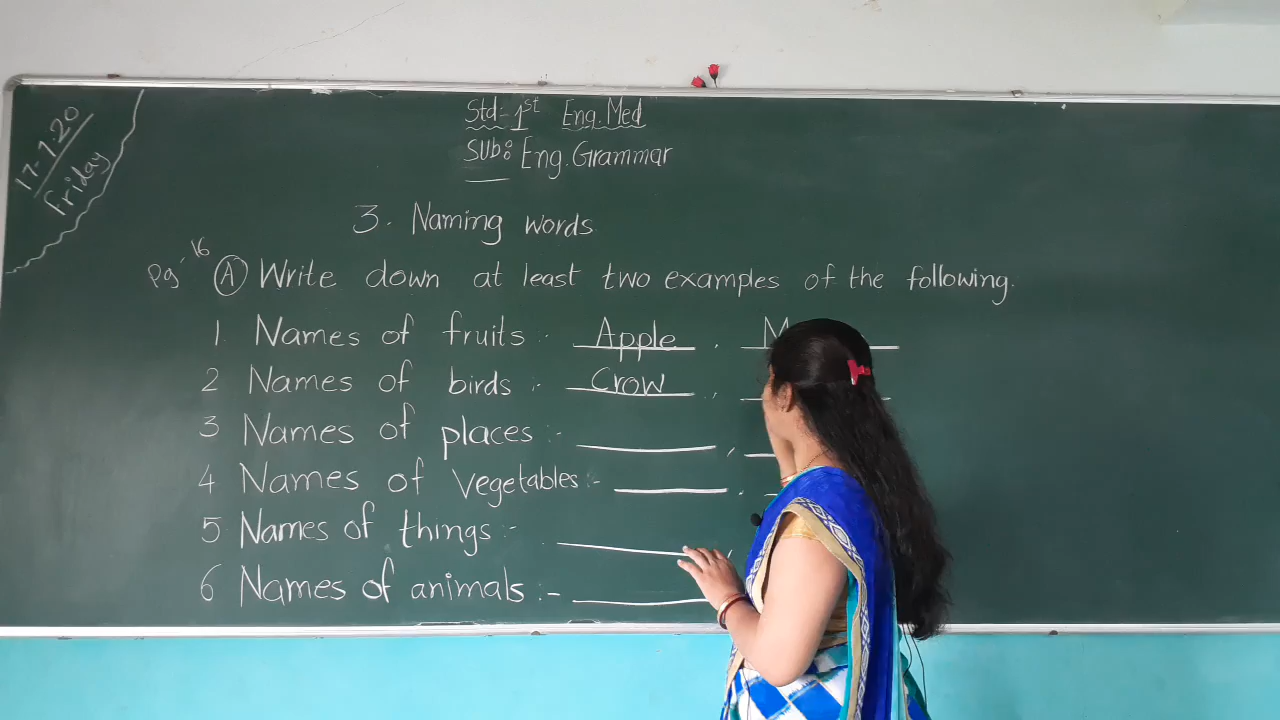 17-7-20
Friday
Std:- 1st Eng. Med
Sub: Eng. Grammar
3. Naming words
Pg. 16 (A) Write down at least two examples of the following.
1. Names of fruits :- Apple ,
2 Names of birds :- Crow ,
3 Names of places :- ,
4 Names of vegetables :- ,
5 Names of things :- ,
6 Names of animals :-